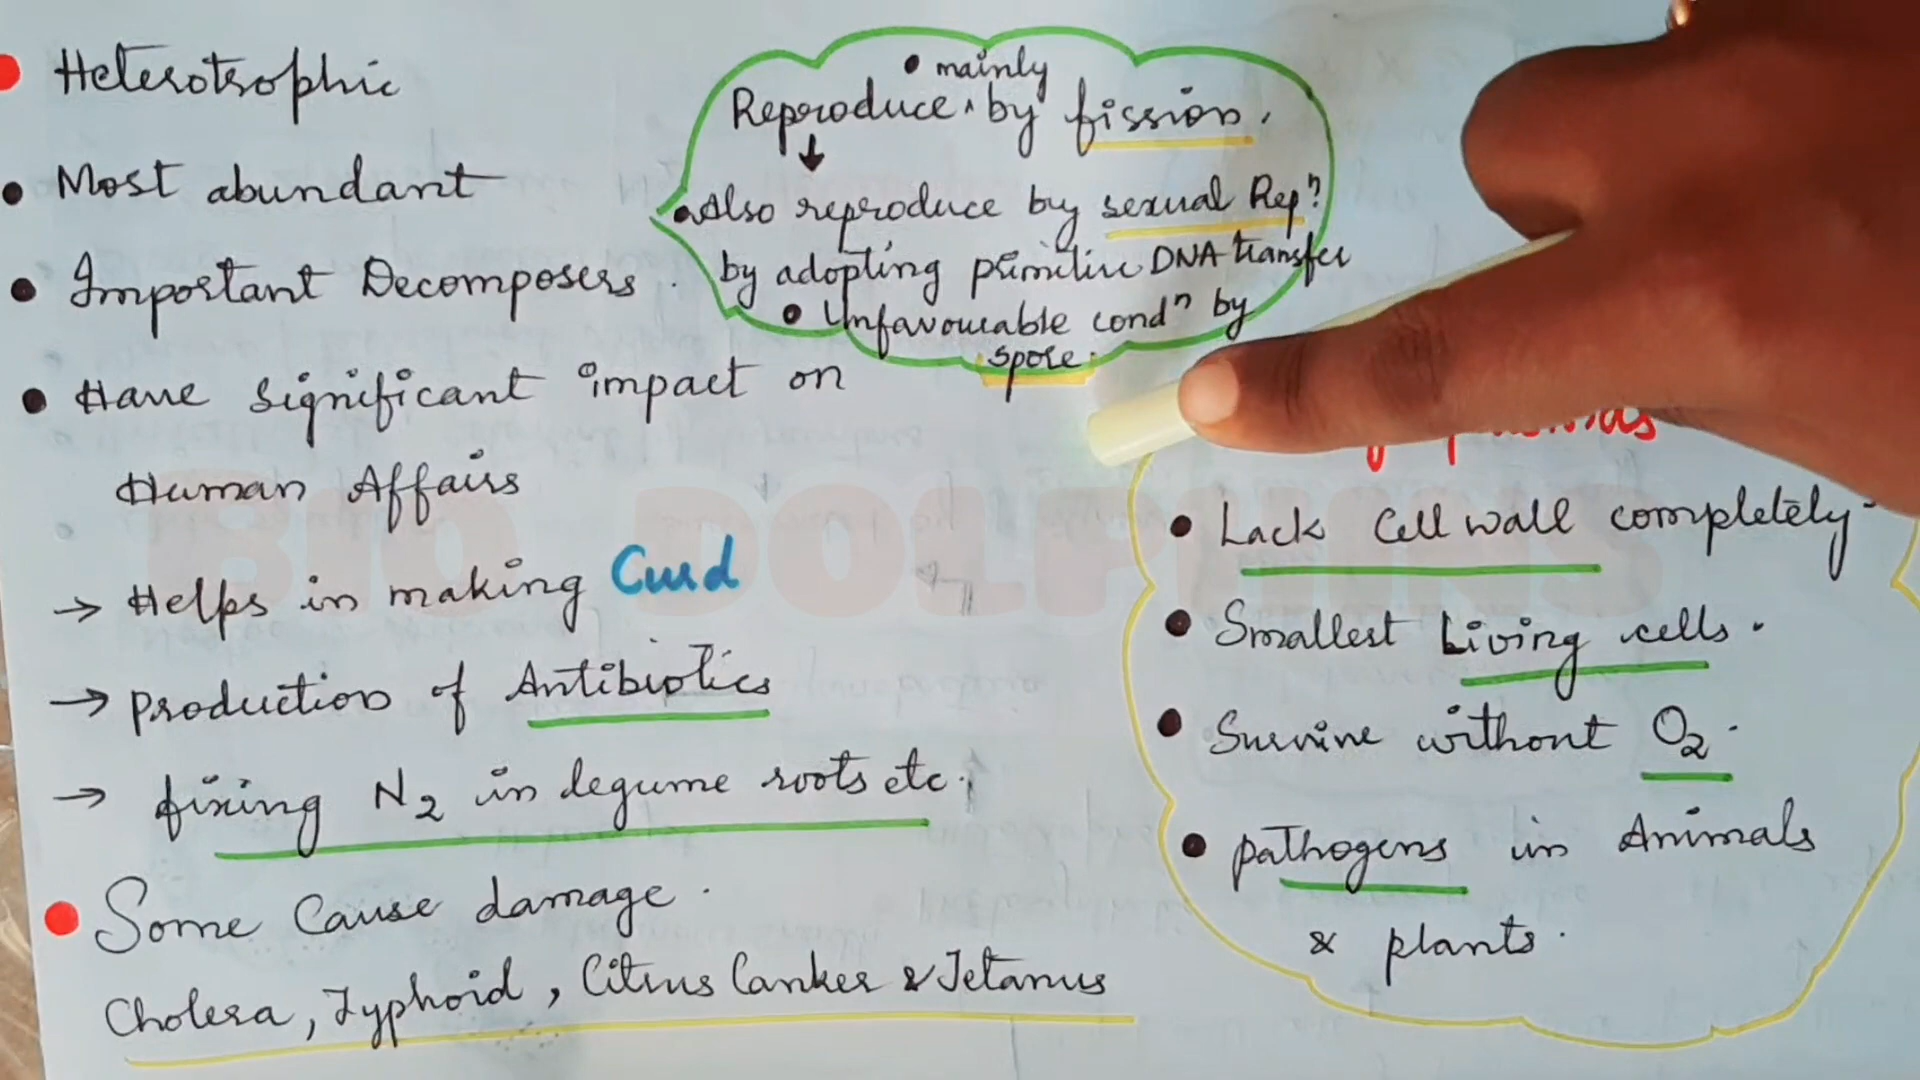 Heterotrophic
Most abundant
Important Decomposers.
Have significant impact on
Human Affairs
→ Helps in making Curd
→ production of Antibiotics
→ fixing N2 in legume roots etc.
Some Cause damage.
Cholera, Typhoid, Citrus Canker & Tetanus
mainly
Reproduce ^ by fission.
↓
Also reproduce by sexual Repⁿ
by adopting primitive DNA transfer
Unfavourable condⁿ by
spore.
Lack Cell wall completely
Smallest Living cells.
Survive without O2.
pathogens in Animals
& plants.
BIO DOLPHINS